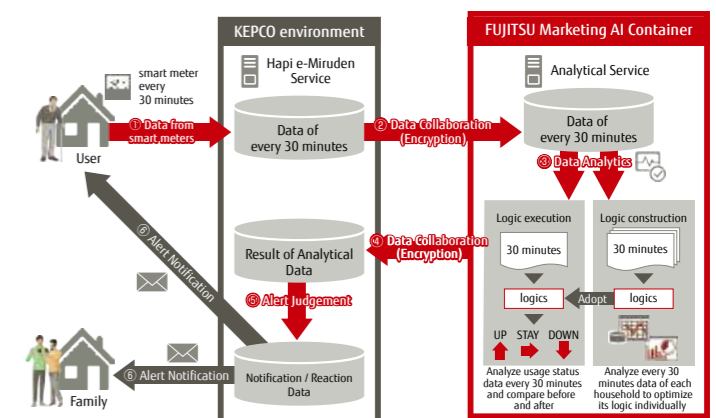 KEPCO environment
FUJITSU Marketing AI Container
smart meter
every
30 minutes
Hapi e-Miruden
Service
Analytical Service
① Data from
smart meters
User
Data of
every 30 minutes
② Data Collaboration
(Encryption)
Data of
every 30 minutes
③ Data Analytics
Logic execution
Logic construction
30 minutes
30 minutes
④ Data Collaboration
(Encryption)
Result of Analytical
Data
⑤ Alert Judgement
logics
Adopt
logics
UP STAY DOWN
⑥ Alert Notification
⑥ Alert Notification
Notification / Reaction
Data
Family
Analyze usage status
data every 30 minutes
and compare before
and after
Analyze every 30
minutes data of each
household to optimize
its logic individually